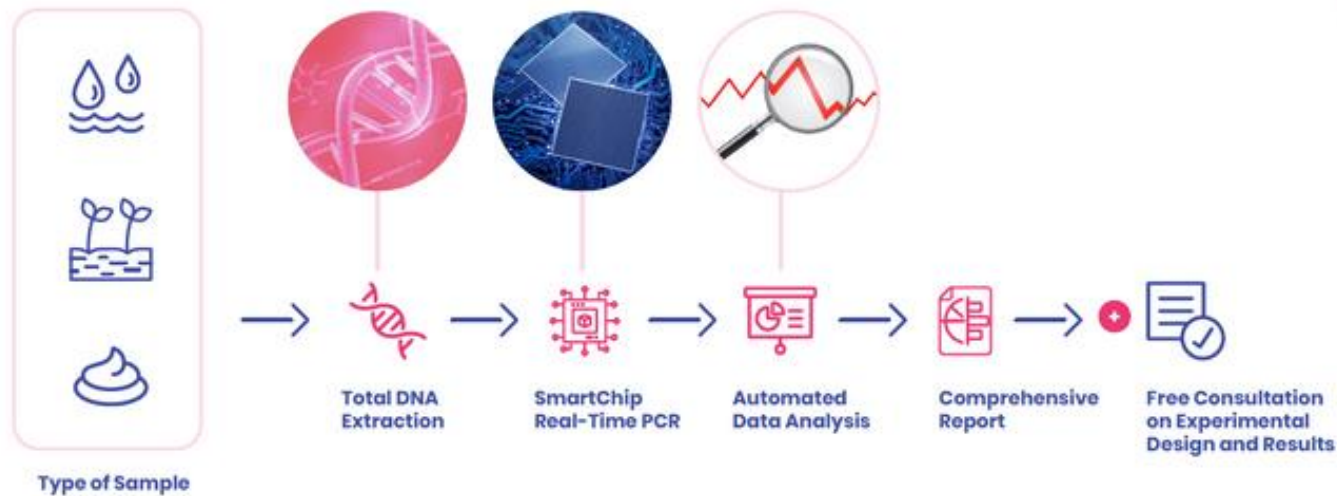 Type of Sample
Total DNA
Extraction
SmartChip
Real-Time PCR
Automated
Data Analysis
Comprehensive
Report
Free Consultation
on Experimental
Design and Results